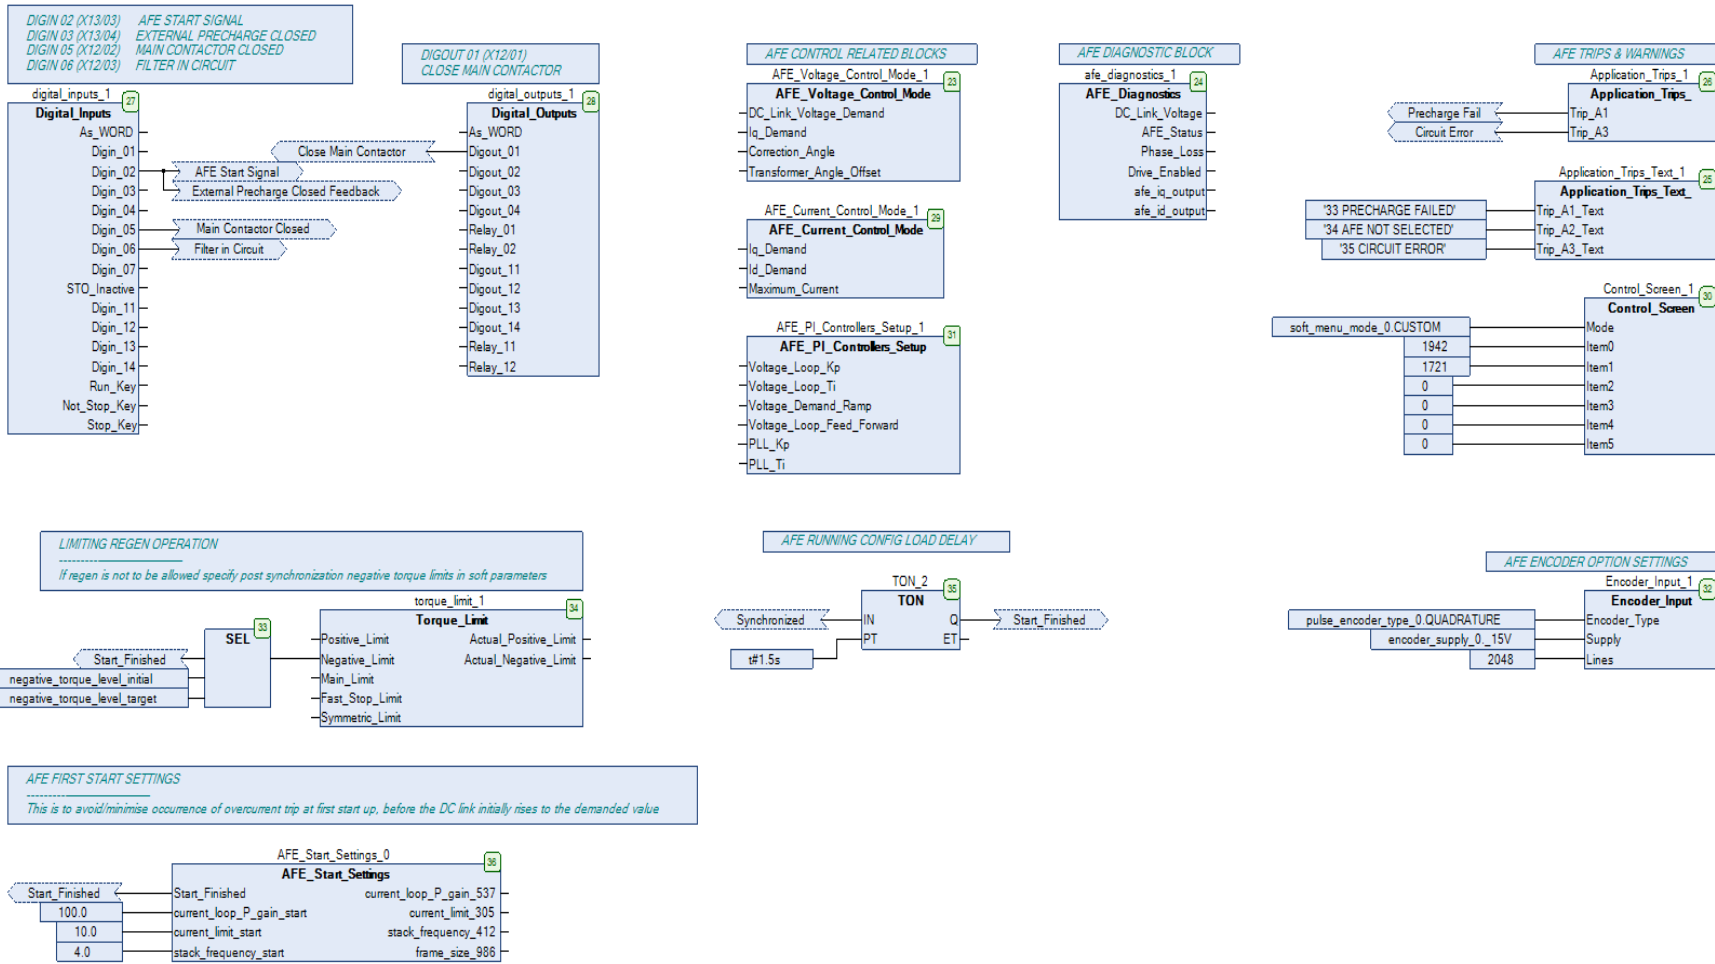 DIGIN 02 (X13/03) AFE START SIGNAL
DIGIN 03 (X13/04) EXTERNAL PRECHARGE CLOSED
DIGIN 05 (X12/02) MAIN CONTACTOR CLOSED
DIGIN 06 (X12/03) FILTER IN CIRCUIT
digital_inputs_1
27
Digital_Inputs
As_WORD
Digin_01
Digin_02
Digin_03
Digin_04
Digin_05
Digin_06
Digin_07
STO_Inactive
Digin_11
Digin_12
Digin_13
Digin_14
Run_Key
Not_Stop_Key
Stop_Key
AFE Start Signal
External Precharge Closed Feedback
Main Contactor Closed
Filter in Circuit
DIGOUT 01 (X12/01)
CLOSE MAIN CONTACTOR
digital_outputs_1
28
Digital_Outputs
Close Main Contactor
As_WORD
Digout_01
Digout_02
Digout_03
Digout_04
Relay_01
Relay_02
Digout_11
Digout_12
Digout_13
Digout_14
Relay_11
Relay_12
AFE CONTROL RELATED BLOCKS
AFE_Voltage_Control_Mode_1
23
AFE_Voltage_Control_Mode
DC_Link_Voltage_Demand
Iq_Demand
Correction_Angle
Transformer_Angle_Offset
AFE_Current_Control_Mode_1
29
AFE_Current_Control_Mode
Iq_Demand
Id_Demand
Maximum_Current
AFE_PI_Controllers_Setup_1
31
AFE_PI_Controllers_Setup
Voltage_Loop_Kp
Voltage_Loop_Ti
Voltage_Demand_Ramp
Voltage_Loop_Feed_Forward
PLL_Kp
PLL_Ti
AFE DIAGNOSTIC BLOCK
afe_diagnostics_1
24
AFE_Diagnostics
DC_Link_Voltage
AFE_Status
Phase_Loss
Drive_Enabled
afe_iq_output
afe_id_output
AFE TRIPS & WARNINGS
Application_Trips_1
26
Application_Trips_
Precharge Fail
Trip_A1
Circuit Error
Trip_A3
Application_Trips_Text_1
25
Application_Trips_Text_
'33 PRECHARGE FAILED'
Trip_A1_Text
'34 AFE NOT SELECTED'
Trip_A2_Text
'35 CIRCUIT ERROR'
Trip_A3_Text
Control_Screen_1
30
Control_Screen
soft_menu_mode_0.CUSTOM
Mode
1942
Item0
1721
Item1
0
Item2
0
Item3
0
Item4
0
Item5
LIMITING REGEN OPERATION
If regen is not to be allowed specify post synchronization negative torque limits in soft parameters
33
SEL
Start_Finished
negative_torque_level_initial
negative_torque_level_target
torque_limit_1
34
Torque_Limit
Positive_Limit
Negative_Limit
Main_Limit
Fast_Stop_Limit
Symmetric_Limit
Actual_Positive_Limit
Actual_Negative_Limit
AFE RUNNING CONFIG LOAD DELAY
TON_2
35
TON
Synchronized
IN
Q
Start_Finished
t#1.5s
PT
ET
AFE ENCODER OPTION SETTINGS
Encoder_Input_1
32
Encoder_Input
pulse_encoder_type_0.QUADRATURE
Encoder_Type
encoder_supply_0._15V
Supply
2048
Lines
AFE FIRST START SETTINGS
This is to avoid/minimise occurrence of overcurrent trip at first start up, before the DC link initially rises to the demanded value
AFE_Start_Settings_0
36
AFE_Start_Settings
Start_Finished
Start_Finished
current_loop_P_gain_537
100.0
current_loop_P_gain_start
current_limit_305
10.0
current_limit_start
stack_frequency_412
4.0
stack_frequency_start
frame_size_986